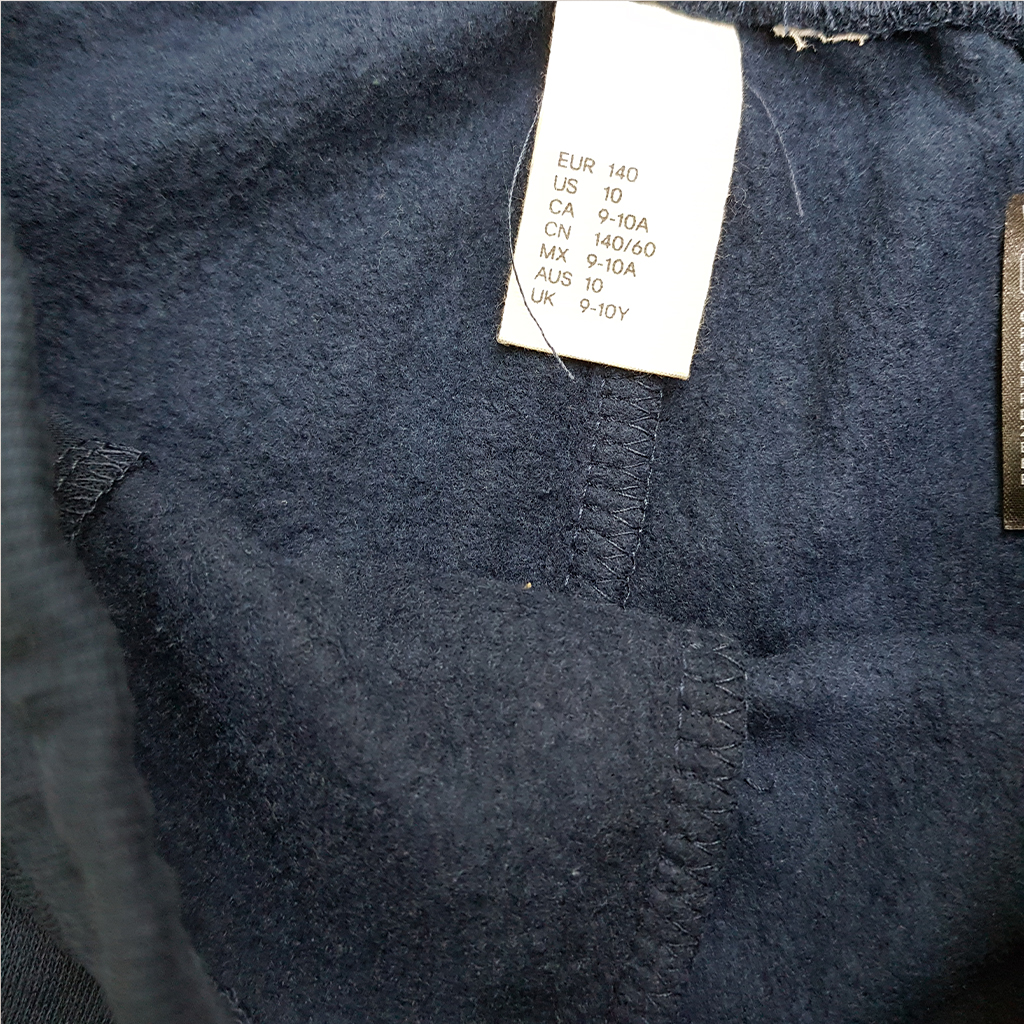 EUR 140
US 10
CA 9-10A
CN 140/60
MX 9-10A
AUS 10
UK 9-10Y